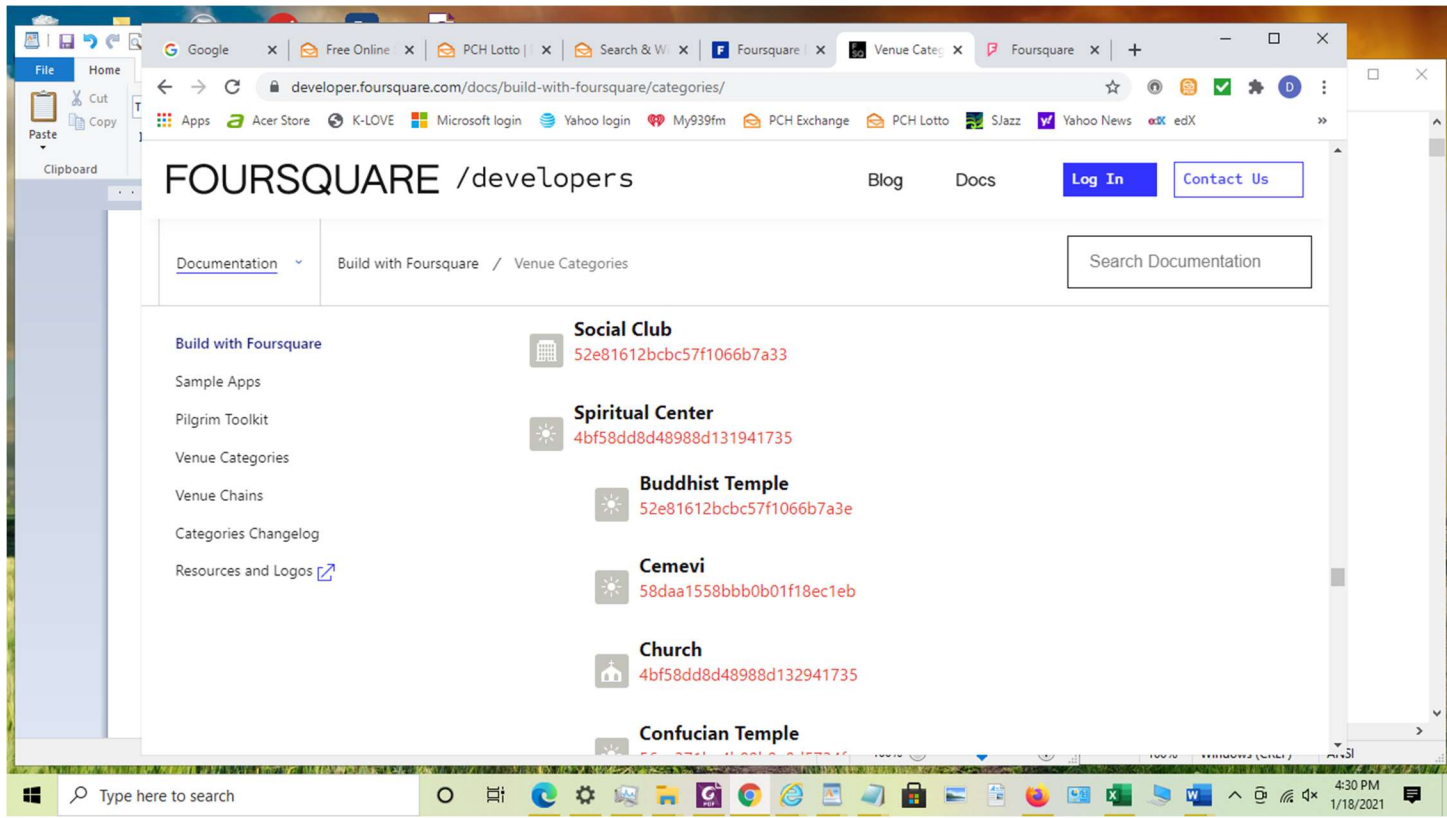 File
Home
Cut
Copy
Paste
Clipboard
Google
Free Online
PCH Lotto |
Search & Wi
Foursquare
Venue Categ
Foursquare
developer.foursquare.com/docs/build-with-foursquare/categories/
D
Apps
Acer Store
K-LOVE
Microsoft login
Yahoo login
My939fm
PCH Exchange
PCH Lotto
SJazz
Yahoo News
edX edX
»
FOURSQUARE /developers
Blog
Docs
Log In
Contact Us
Documentation
Build with Foursquare / Venue Categories
Search Documentation
Build with Foursquare
Sample Apps
Pilgrim Toolkit
Venue Categories
Venue Chains
Categories Changelog
Resources and Logos
Social Club
52e81612bcbc57f1066b7a33
Spiritual Center
4bf58dd8d48988d131941735
Buddhist Temple
52e81612bcbc57f1066b7a3e
Cemevi
58daa1558bbb0b01f18ec1eb
Church
4bf58dd8d48988d132941735
Confucian Temple
Type here to search
4:30 PM
1/18/2021